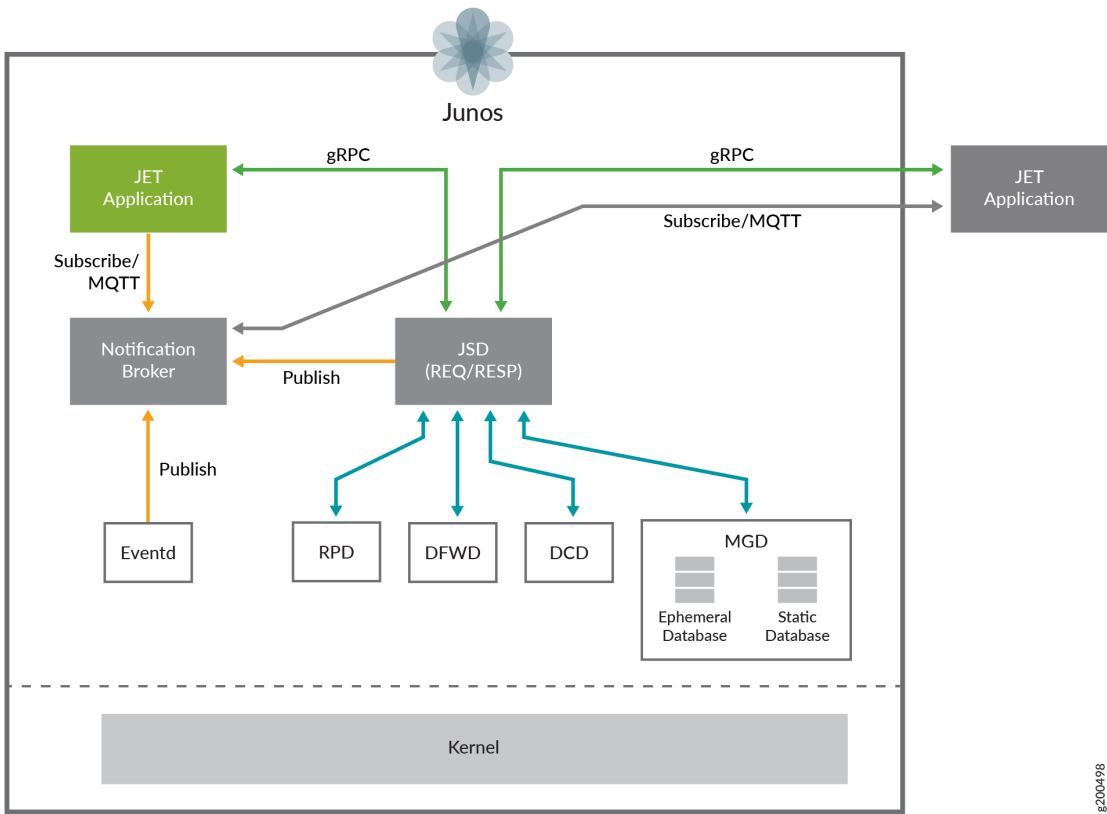 Junos
gRPC
gRPC
JET
Application
JET
Application
Subscribe/MQTT
Subscribe/
MQTT
Notification
Broker
JSD
(REQ/RESP)
Publish
Publish
Eventd
RPD
DFWD
DCD
MGD
Ephemeral
Database
Static
Database
Kernel
g200498